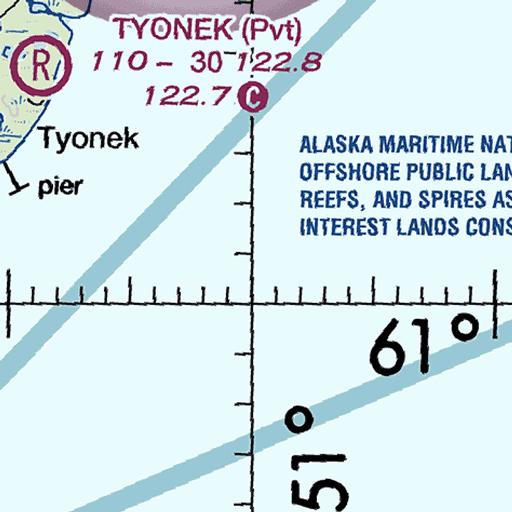 TYONEK (Pvt)
R
110 – 30 122.8
122.7 C
Tyonek
pier
ALASKA MARITIME NAT
OFFSHORE PUBLIC LAN
REEFS, AND SPIRES AS
INTEREST LANDS CONS
61°
51°